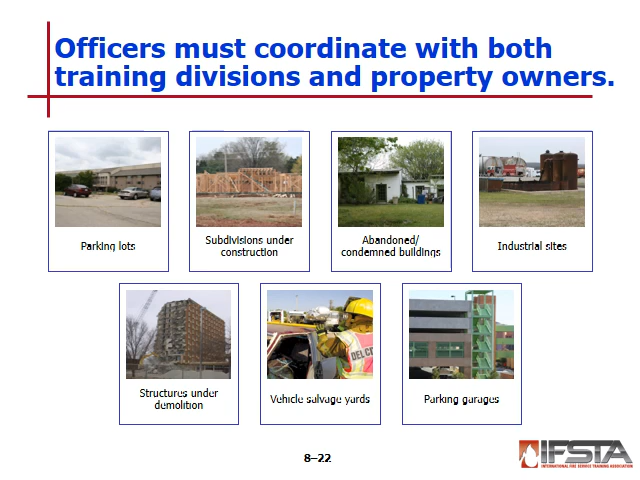 Officers must coordinate with both
training divisions and property owners.
Parking lots
Subdivisions under
construction
Abandoned/
condemned buildings
Industrial sites
DELCO
Structures under
demolition
Vehicle salvage yards
Parking garages
8–22
IFSTA
INTERNATIONAL FIRE SERVICE TRAINING ASSOCIATION